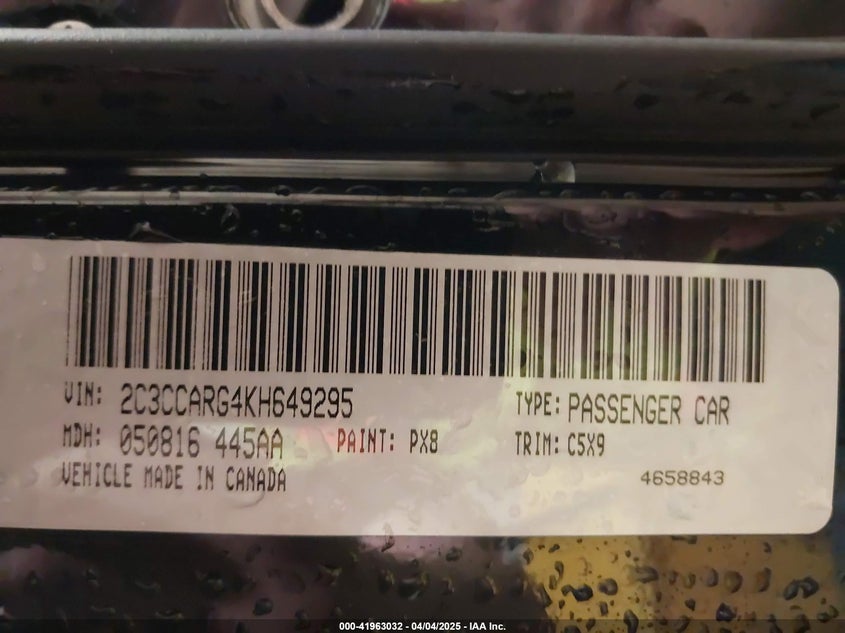 VIN: 2C3CCARG4KH649295 TYPE: PASSENGER CAR
MDH: 050816 445AA PAINT: PX8 TRIM: C5X9
VEHICLE MADE IN CANADA 4658843
000-41963032 - 04/04/2025 - IAA Inc.